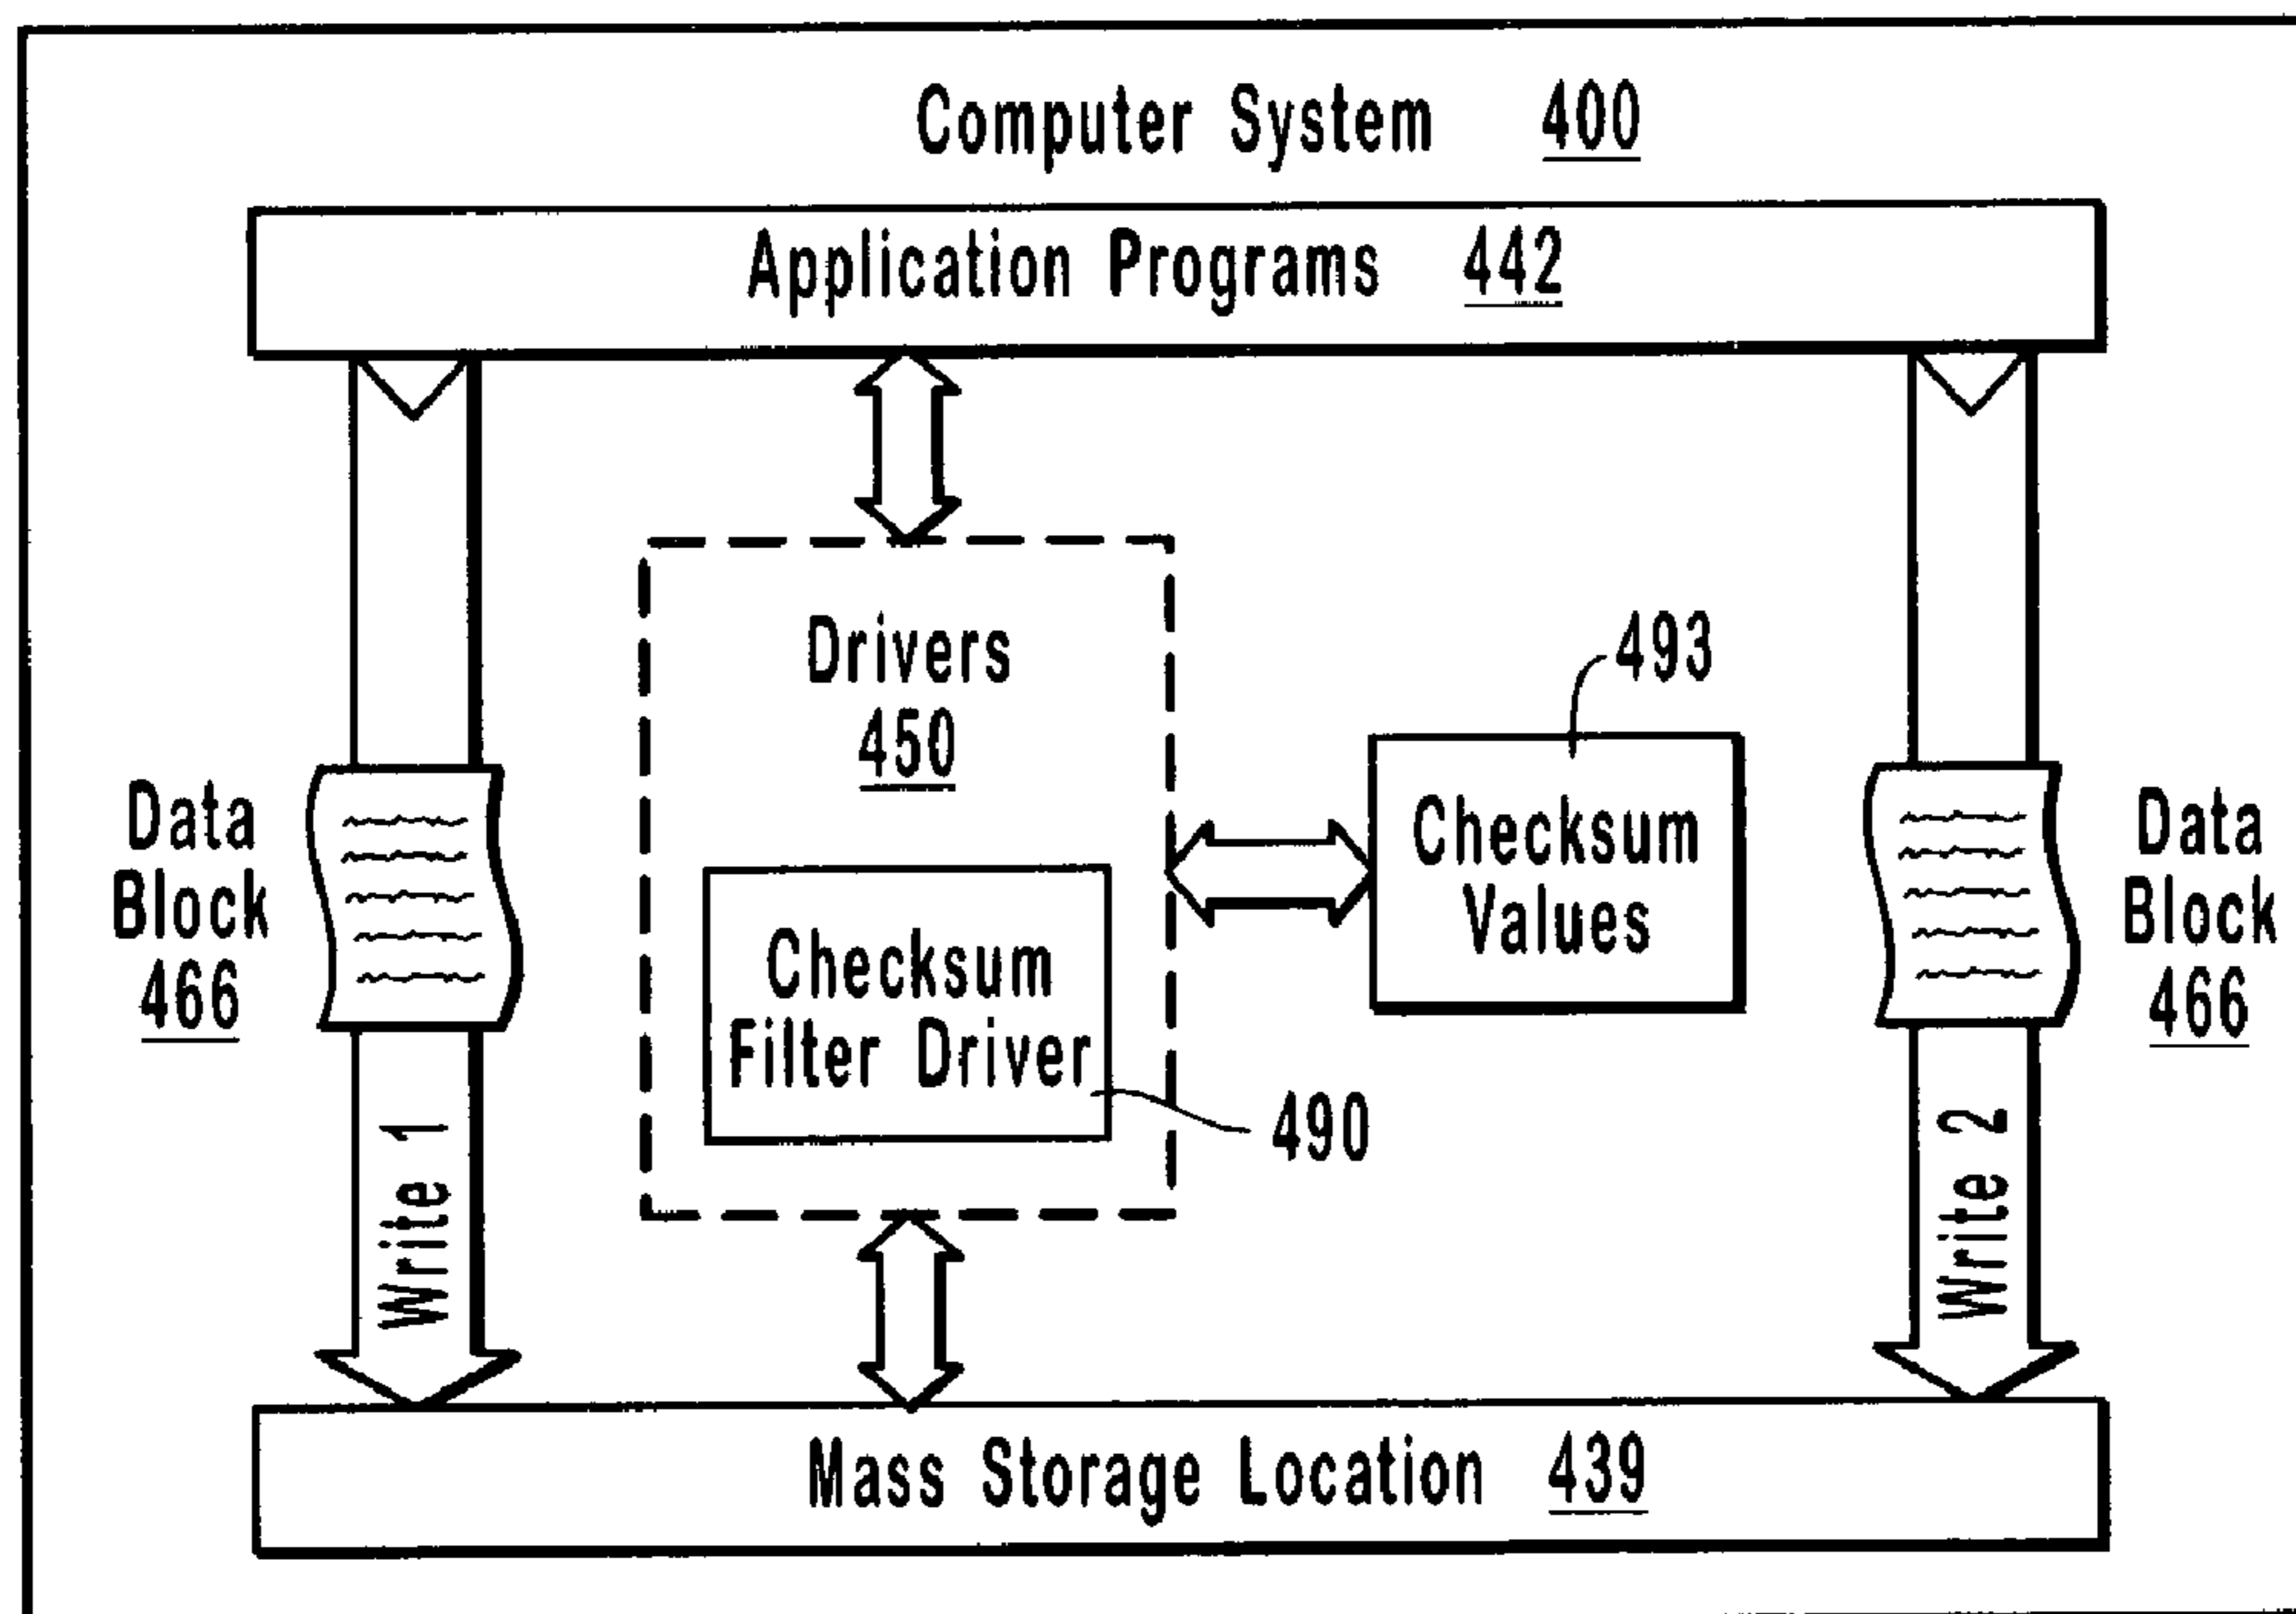 Computer System 400
Application Programs 442
Drivers
450
493
Data
Block
466
Checksum
Values
Data
Block
466
Checksum
Filter Driver
490
Write 1
Write 2
Mass Storage Location 439